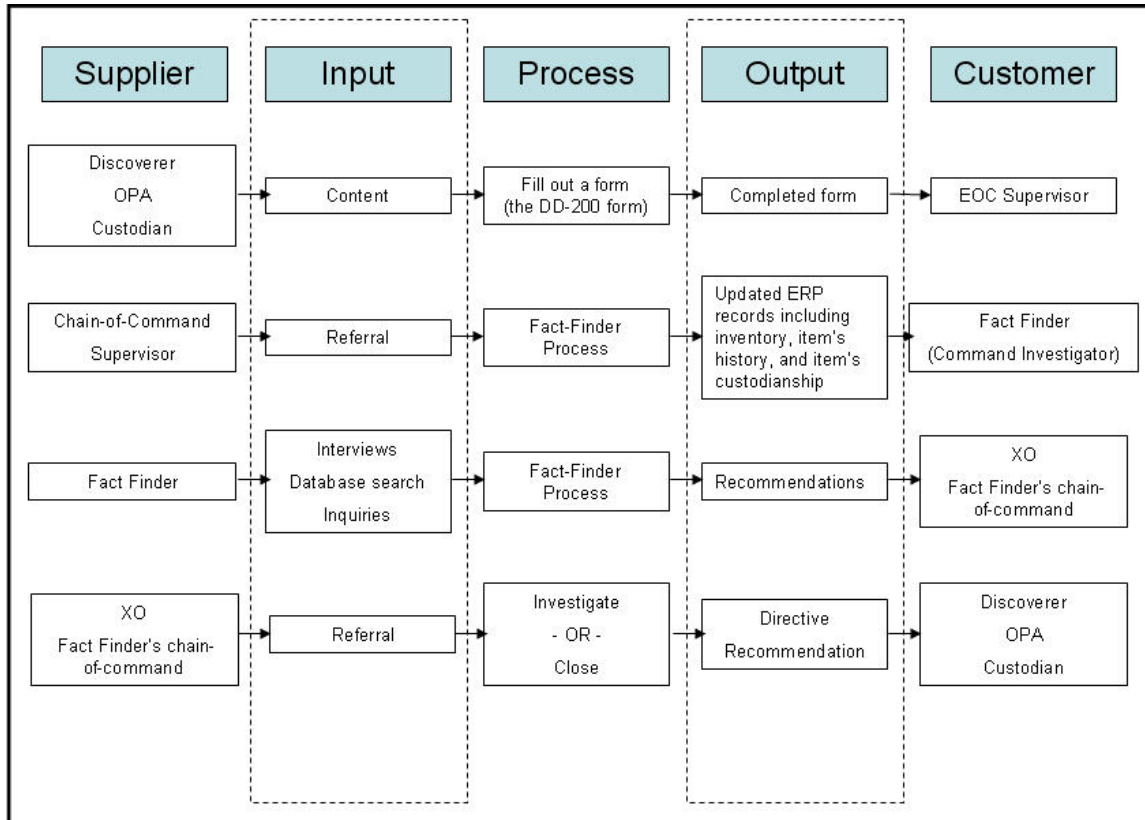 Supplier
Input
Process
Output
Customer
Discoverer
OPA
Custodian
Content
Fill out a form
(the DD-200 form)
Completed form
EOC Supervisor
Chain-of-Command
Supervisor
Referral
Fact-Finder
Process
Updated ERP
records including
inventory, item's
history, and item's
custodianship
Fact Finder
(Command Investigator)
Fact Finder
Interviews
Database search
Inquiries
Fact-Finder
Process
Recommendations
XO
Fact Finder's chain-
of-command
XO
Fact Finder's chain-
of-command
Referral
Investigate
- OR -
Close
Directive
Recommendation
Discoverer
OPA
Custodian